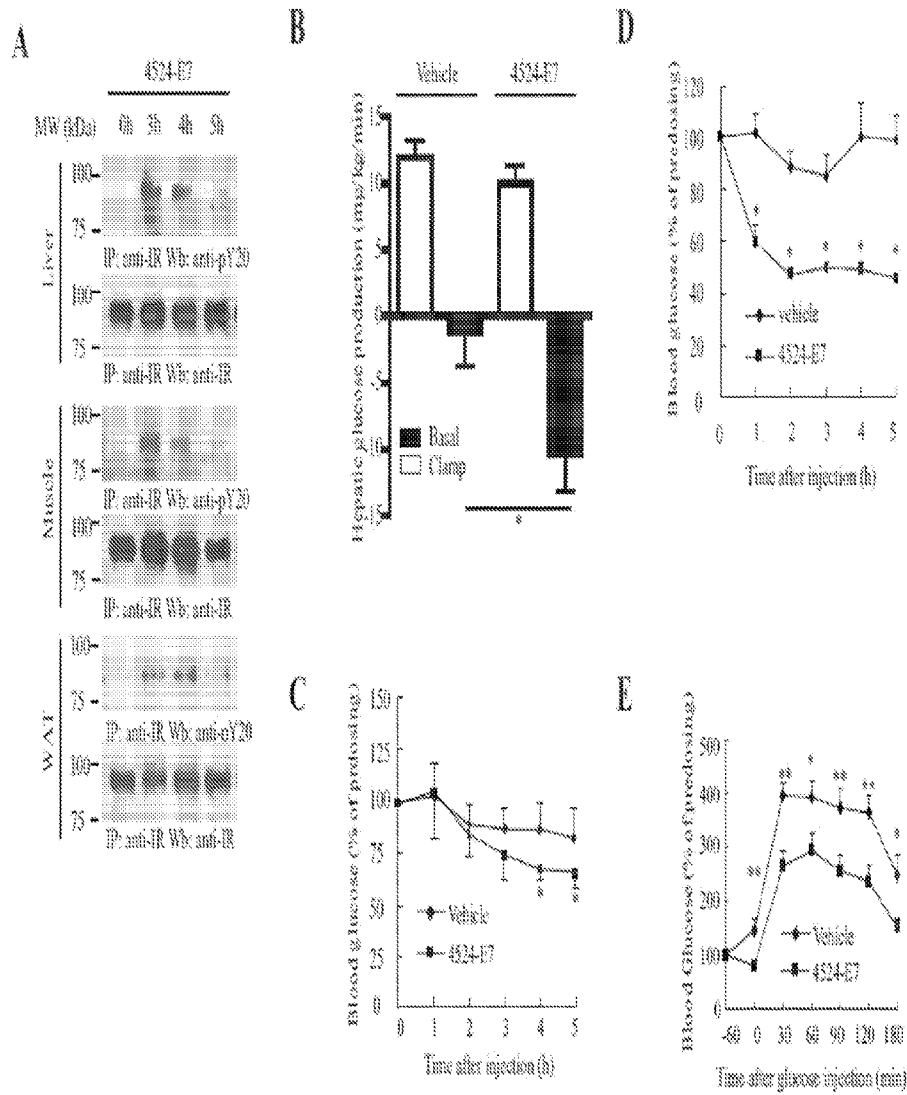 A
4524-E7
MW (kDa) 0h 3h 4h 5h
Liver
100
75
IP: anti-IR Wb: anti-pY20
100
75
IP: anti-IR Wb: anti-IR
Muscle
100
75
IP: anti-IR Wb: anti-pY20
100
75
IP: anti-IR Wb: anti-IR
WAT
100
75
IP: anti-IR Wb:
100
75
IP: anti-IR Wb: anti-IR
B
Vehicle 4524-E7
Hepatic glucose production (mg/kg/min)
15
10
5
0
-5
-10
-15
Basal
Clamp
*
C
Blood glucose (% of predosing)
150
125
100
75
50
25
0
* *
Vehicle
4524-E7
0 1 2 3 4 5
Time after injection (h)
D
Blood glucose (% of predosing)
120
100
80
60
40
20
0
* * * * *
vehicle
4524-E7
0 1 2 3 4 5
Time after injection (h)
E
Blood Glucose (% of predosing)
500
400
300
200
100
0
** ** * ** ** *
Vehicle
4524-E7
-60 0 30 60 90 120 180
Time after glucose injection (min)